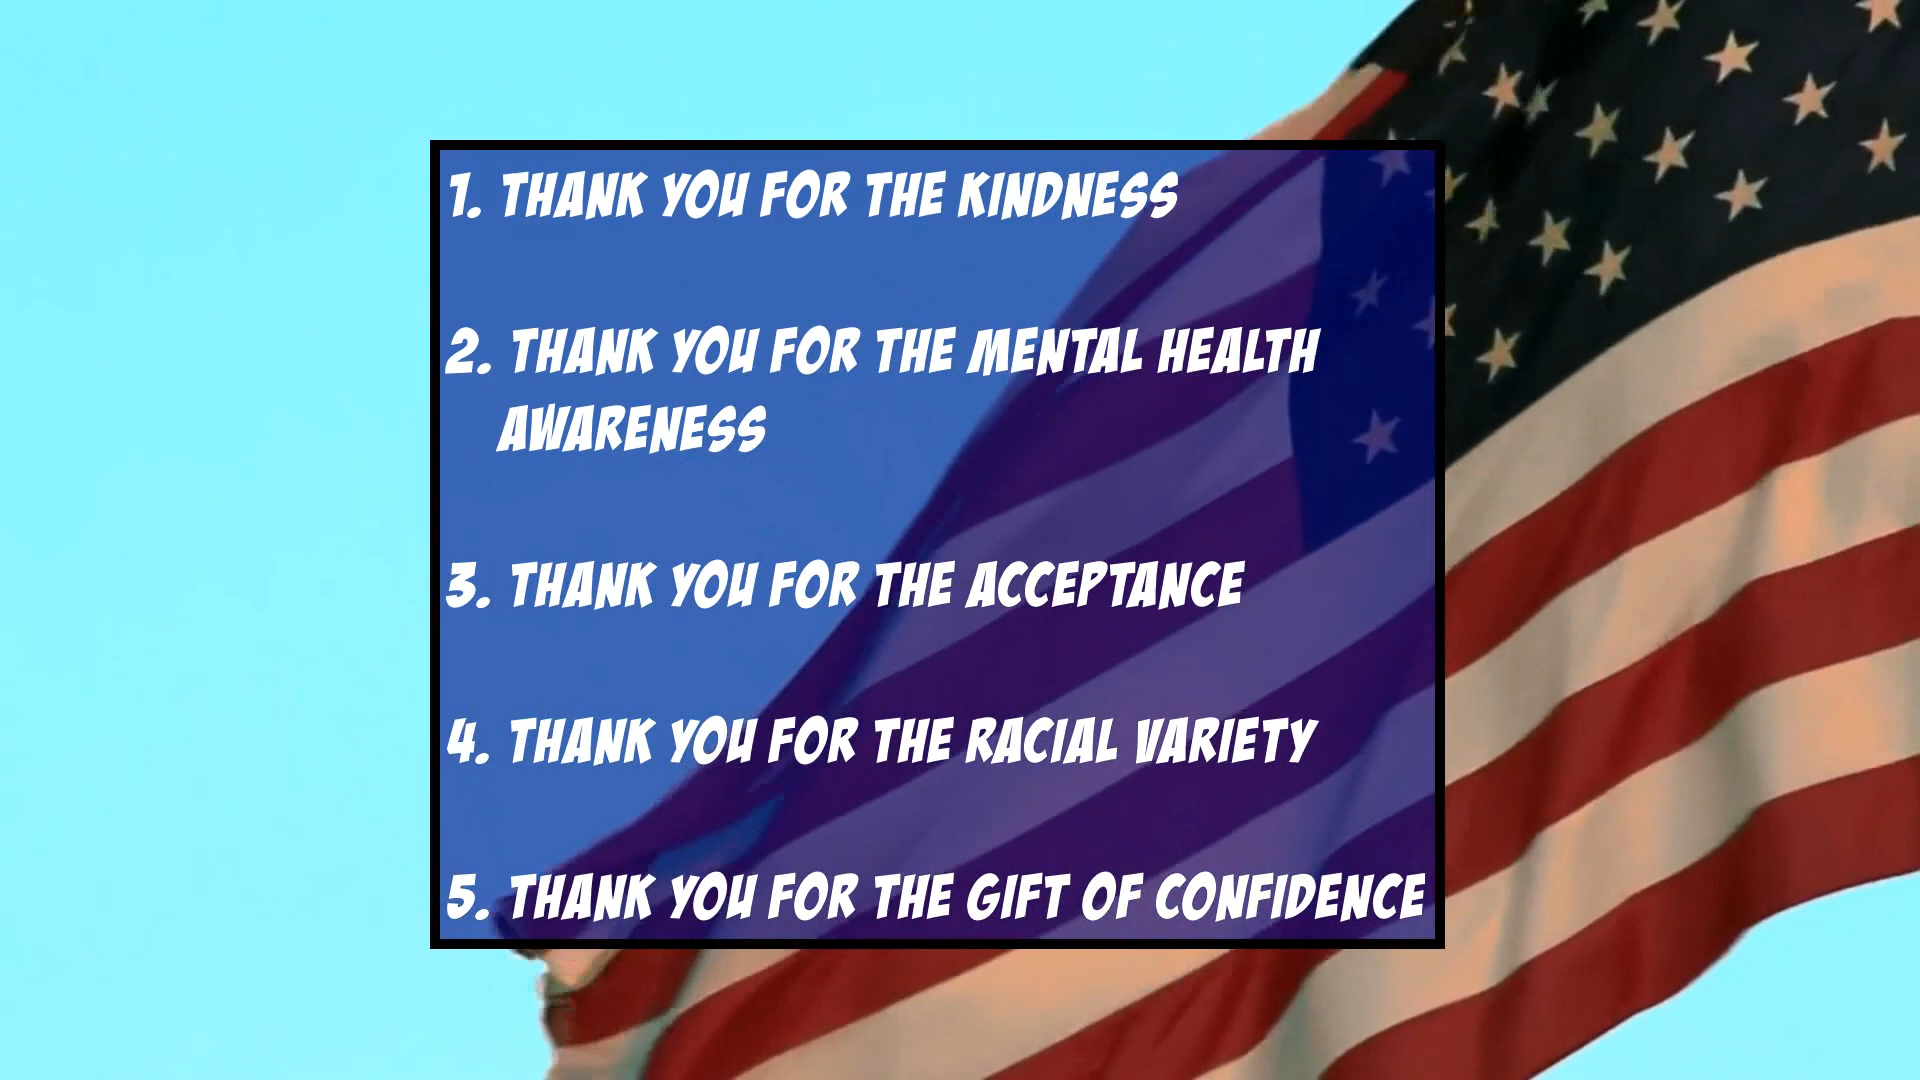 1. THANK YOU FOR THE KINDNESS
2. THANK YOU FOR THE MENTAL HEALTH
AWARENESS
3. THANK YOU FOR THE ACCEPTANCE
4. THANK YOU FOR THE RACIAL VARIETY
5. THANK YOU FOR THE GIFT OF CONFIDENCE